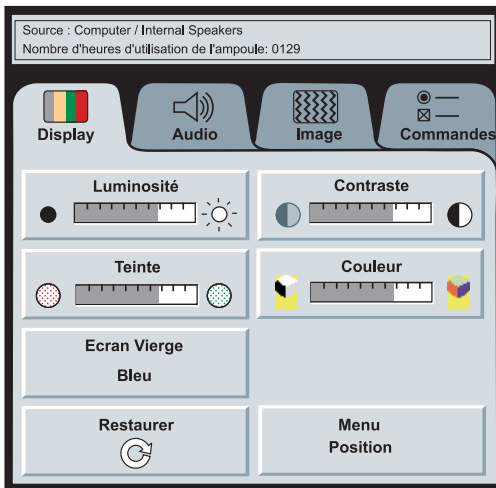 Source : Computer / Internal Speakers
Nombre d'heures d'utilisation de l'ampoule: 0129
Display
Audio
Image
Commandes
Luminosité
Contraste
Teinte
Couleur
Ecran Vierge
Bleu
Restaurer
Menu
Position